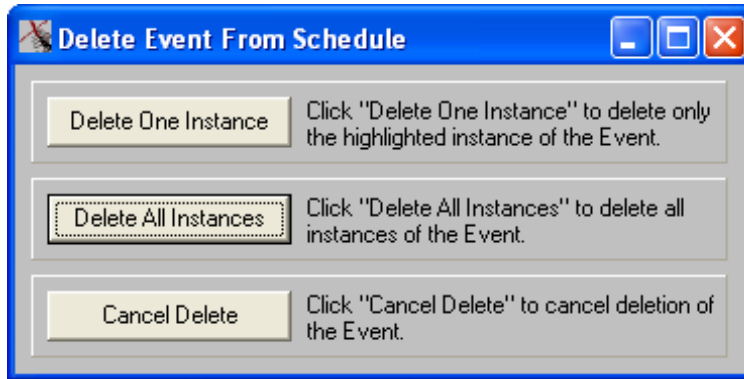 Delete Event From Schedule
Delete One Instance
Click "Delete One Instance" to delete only
the highlighted instance of the Event.
Delete All Instances
Click "Delete All Instances" to delete all
instances of the Event.
Cancel Delete
Click "Cancel Delete" to cancel deletion of
the Event.